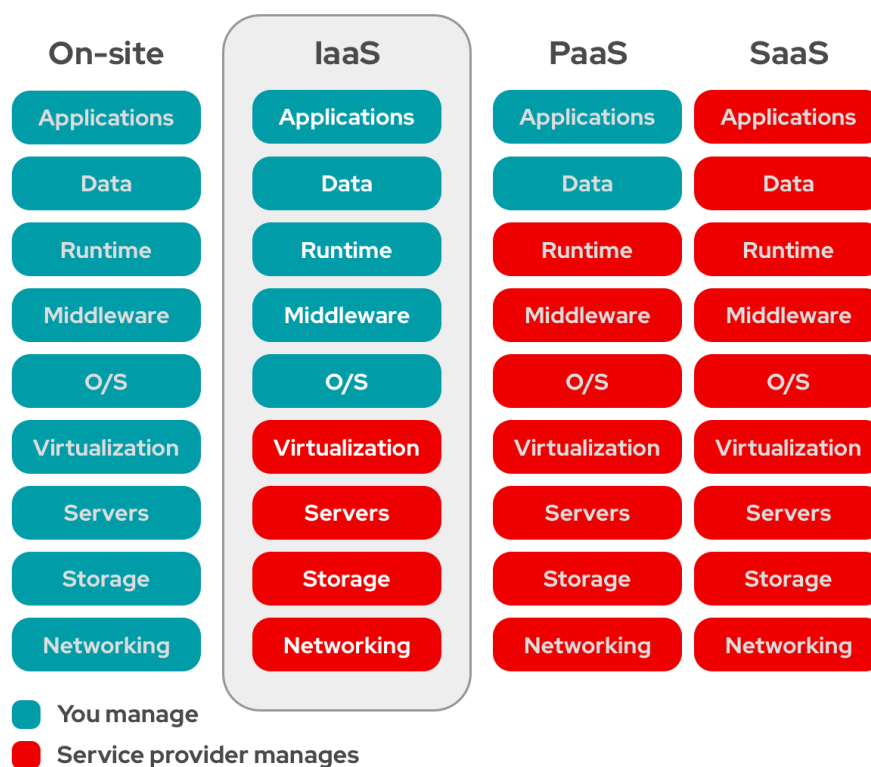 On-site IaaS PaaS SaaS
Applications Applications Applications Applications
Data Data Data Data
Runtime Runtime Runtime Runtime
Middleware Middleware Middleware Middleware
O/S O/S O/S O/S
Virtualization Virtualization Virtualization Virtualization
Servers Servers Servers Servers
Storage Storage Storage Storage
Networking Networking Networking Networking
You manage
Service provider manages